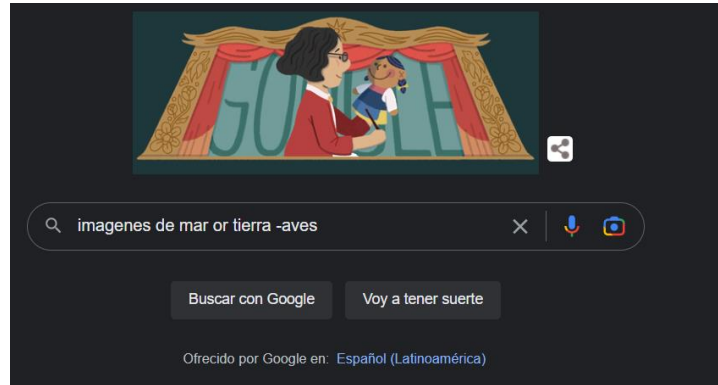 GOOGLE
imagenes de mar or tierra -aves
Buscar con Google
Voy a tener suerte
Ofrecido por Google en: Español (Latinoamérica)